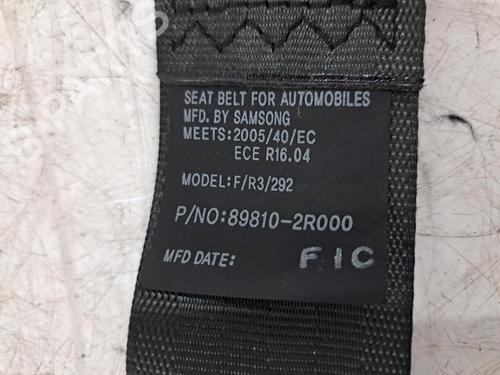 SEAT BELT FOR AUTOMOBILES
MFD. BY SAMSONG
MEETS:2005/40/EC
ECE R16.04
MODEL:F/R3/292
P/NO:89810-2R000
MFD DATE: F1C